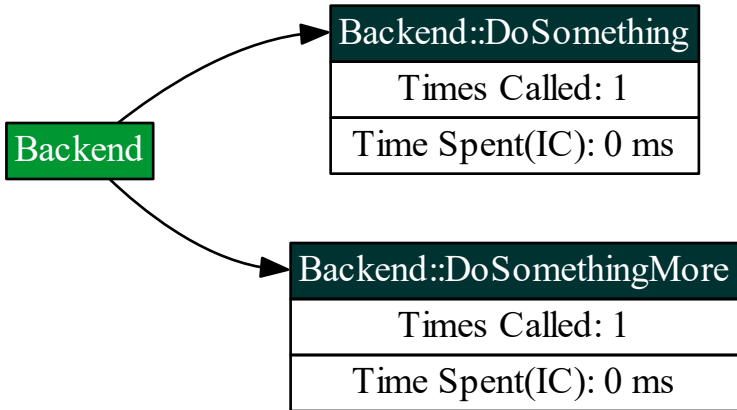 Backend::DoSomething
Times Called: 1
Time Spent(IC): 0 ms
Backend
Backend::DoSomethingMore
Times Called: 1
Time Spent(IC): 0 ms